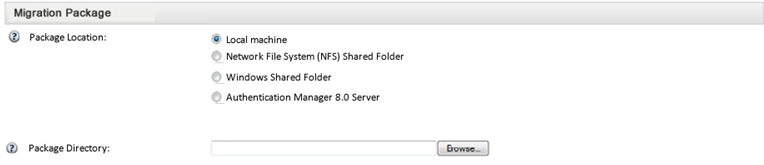 Migration Package
Package Location:
Local machine
Network File System (NFS) Shared Folder
Windows Shared Folder
Authentication Manager 8.0 Server
Package Directory: Browse...